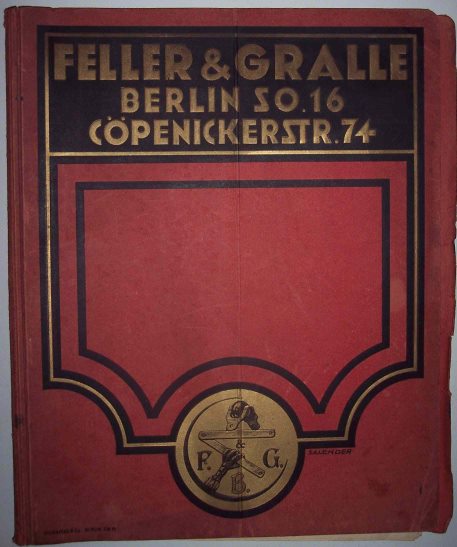 FELLER & GRALLE
BERLIN SO.16
CÖPENICKERSTR.74
&
F. G.
B.